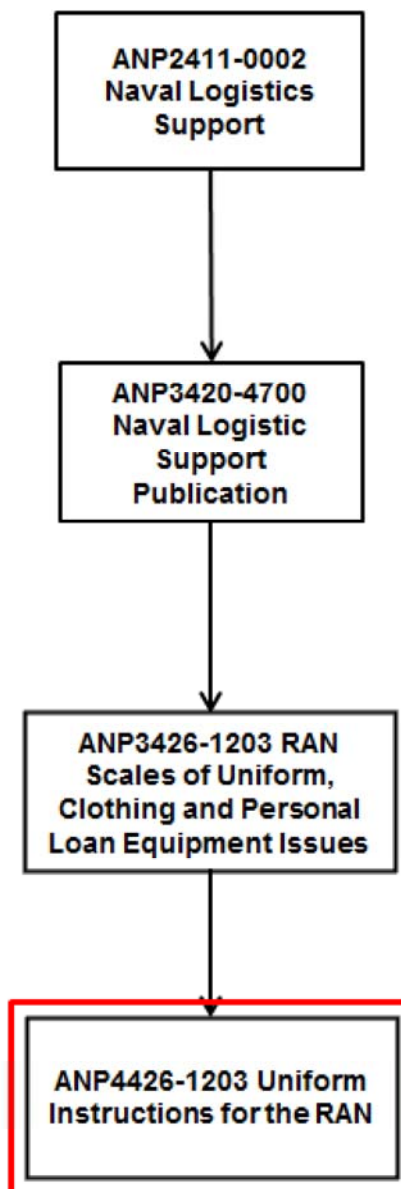 ANP2411-0002
Naval Logistics
Support
ANP3420-4700
Naval Logistic
Support
Publication
ANP3426-1203 RAN
Scales of Uniform,
Clothing and Personal
Loan Equipment Issues
ANP4426-1203 Uniform
Instructions for the RAN